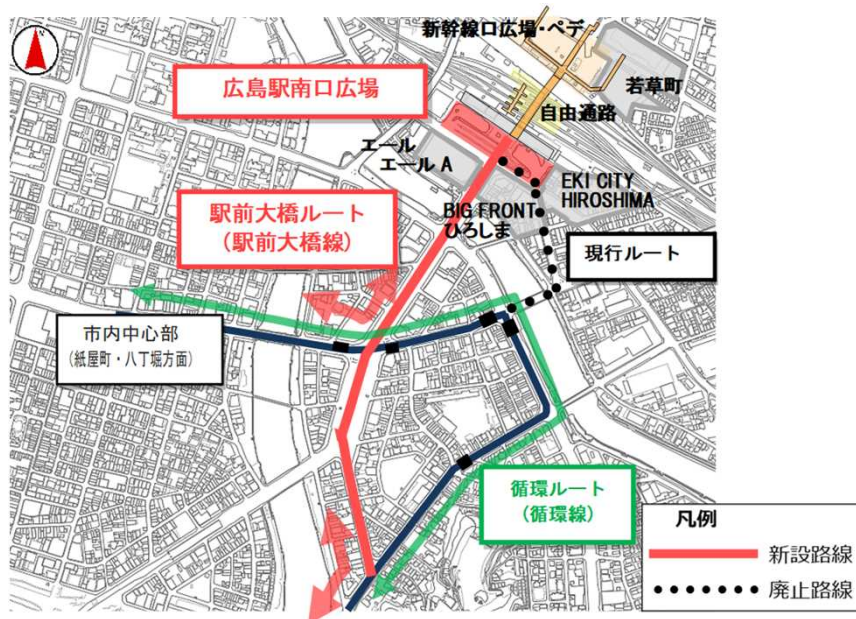 新幹線口広場・ペデ
若草町
広島駅南口広場
自由通路
エールエールA
EKI CITY
HIROSHIMA
BIG FRONT
ひろしま
駅前大橋ルート
(駅前大橋線)
現行ルート
市内中心部
(紙屋町・八丁堀方面)
循環ルート
(循環線)
凡例
新設路線
廃止路線